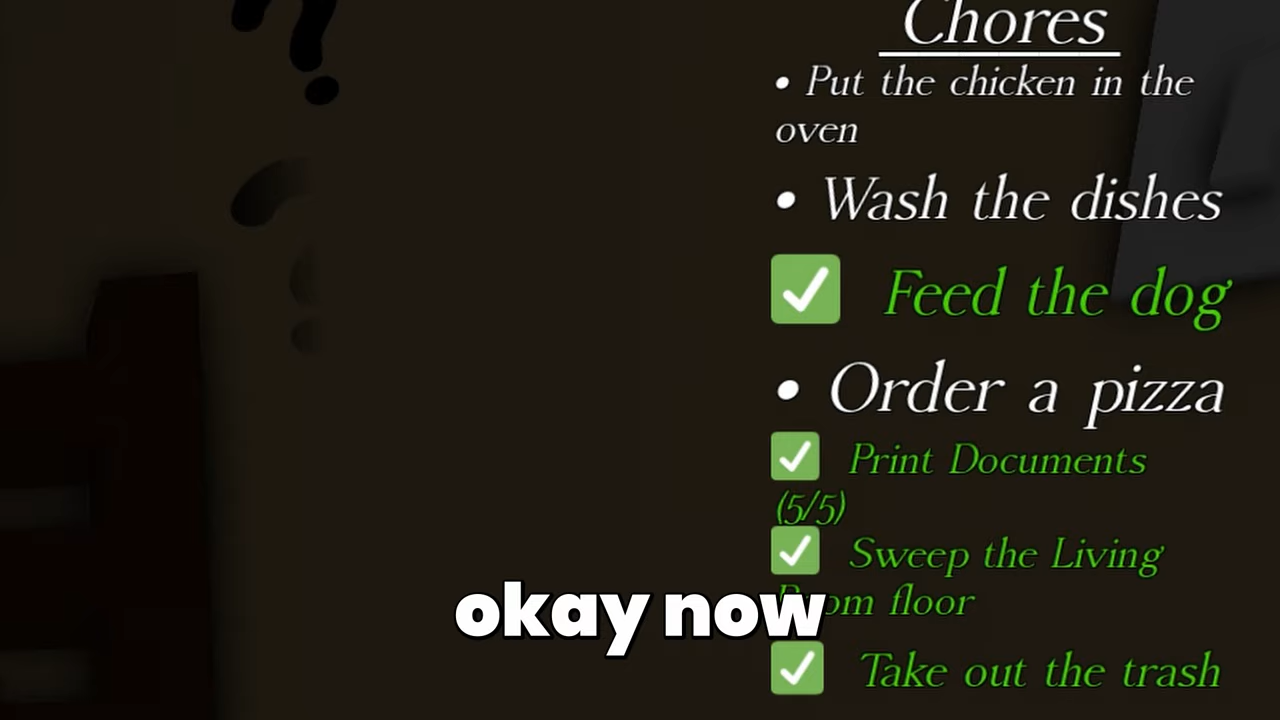 ?
Chores
• Put the chicken in the
oven
• Wash the dishes
✅ Feed the dog
• Order a pizza
✅ Print Documents
(5/5)
✅ Sweep the Living
Room floor
okay now
✅ Take out the trash